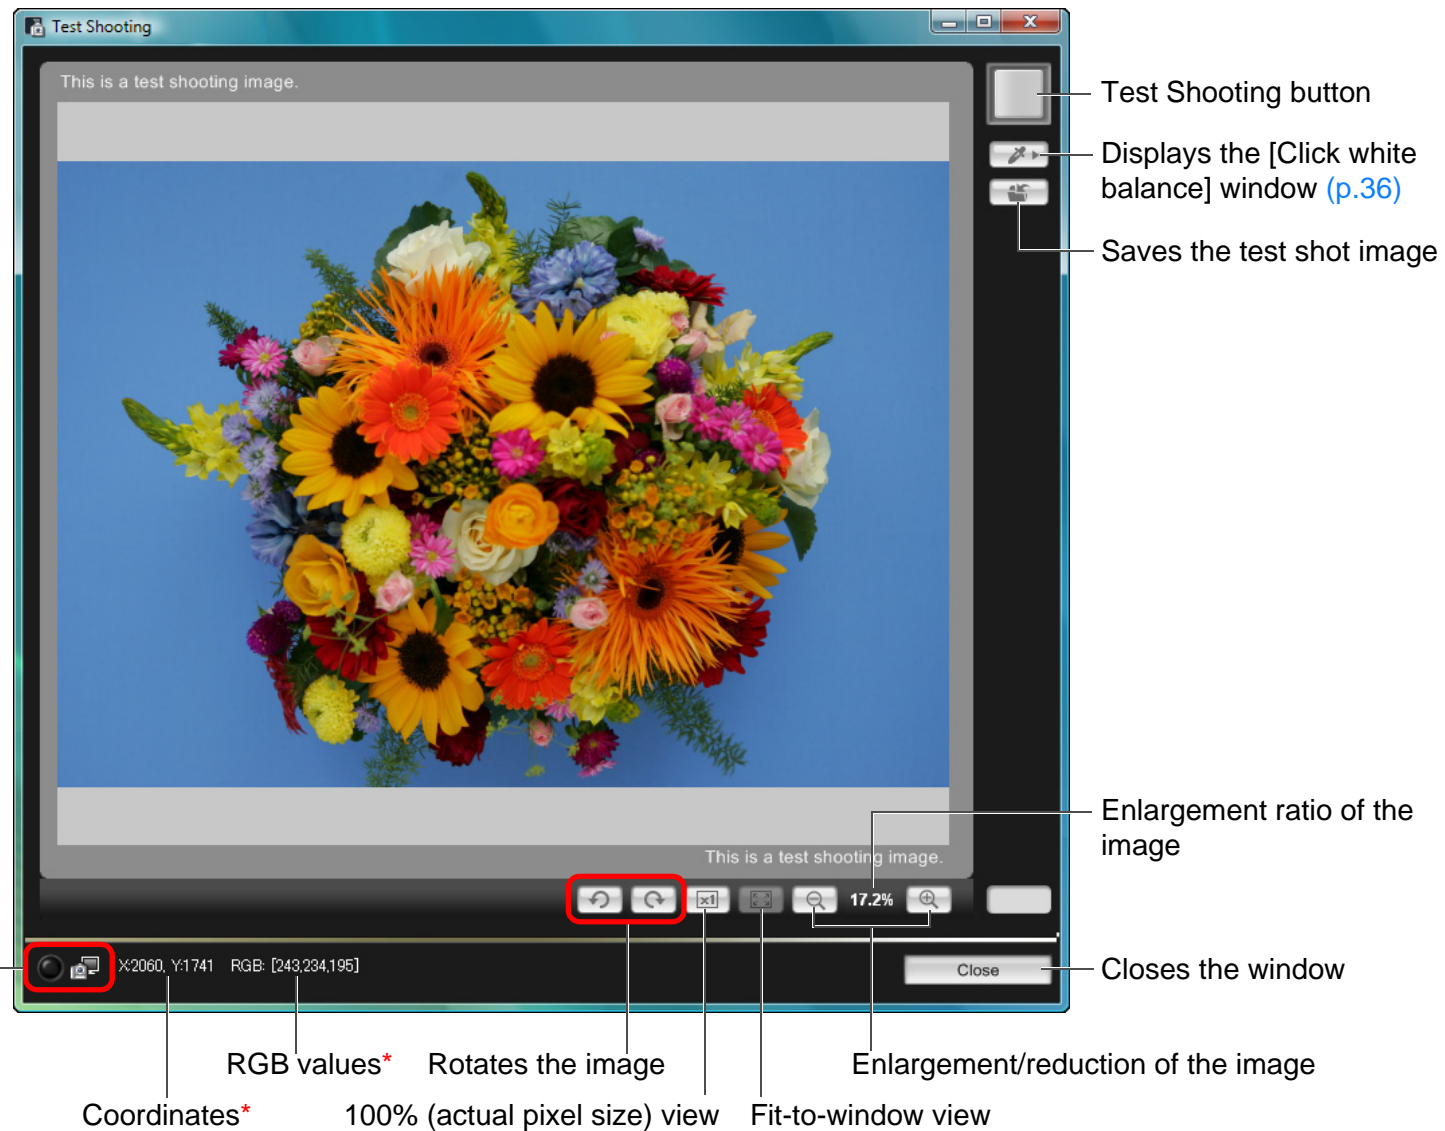 Test Shooting
This is a test shooting image.
Test Shooting button
Displays the [Click white
balance] window (p.36)
Saves the test shot image
Enlargement ratio of the
image
This is a test shooting image.
x1
17.2%
X:2060, Y:1741 RGB: [243,234,195]
Close
Closes the window
RGB values* Rotates the image Enlargement/reduction of the image
Coordinates* 100% (actual pixel size) view Fit-to-window view